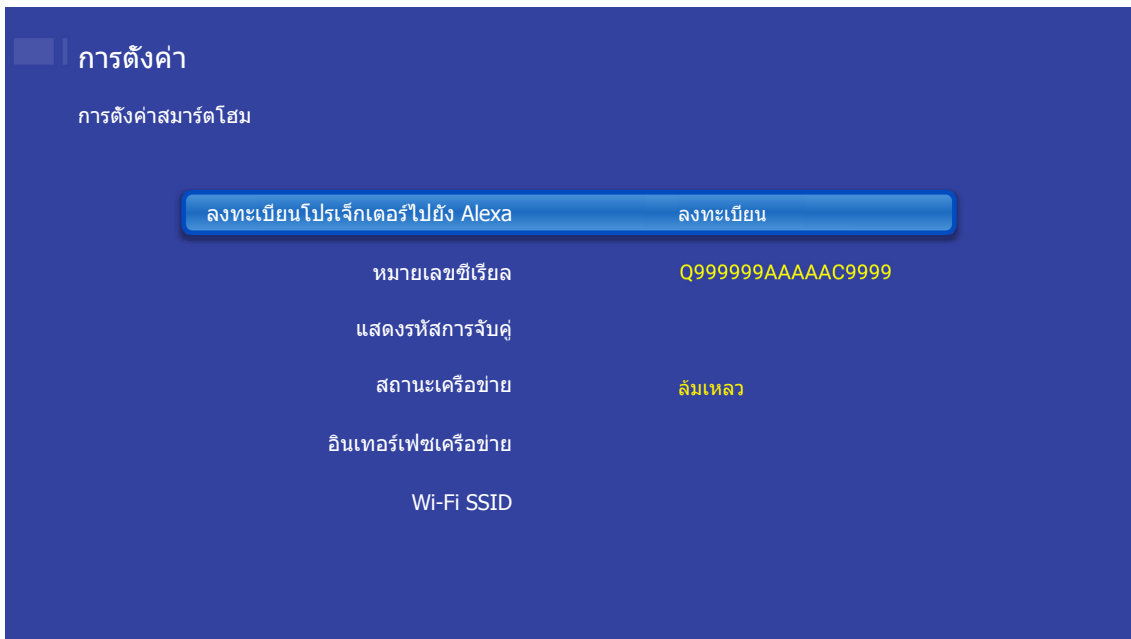 การตั้งค่า
การตั้งค่าสมาร์ตโฮม
ลงทะเบียนโปรเจ็กเตอร์ไปยัง Alexa ลงทะเบียน
หมายเลขซีเรียล Q999999AAAAAC9999
แสดงรหัสการจับคู่
สถานะเครือข่าย ล้มเหลว
อินเทอร์เฟซเครือข่าย
Wi-Fi SSID